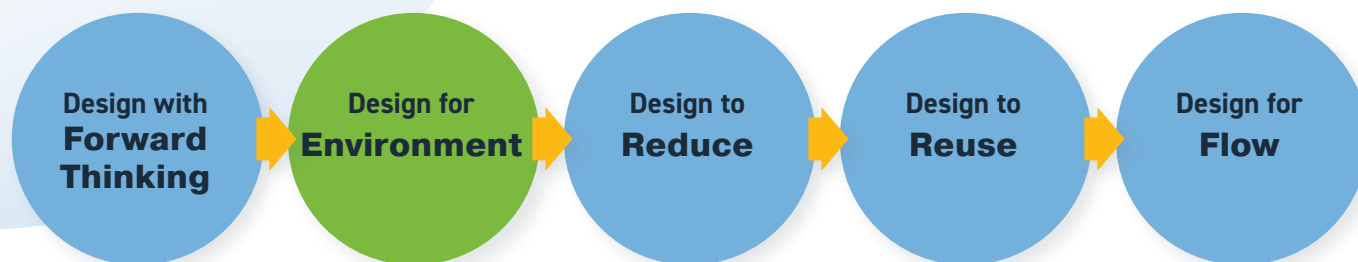 Design with
Forward
Thinking
Design for
Environment
Design to
Reduce
Design to
Reuse
Design for
Flow